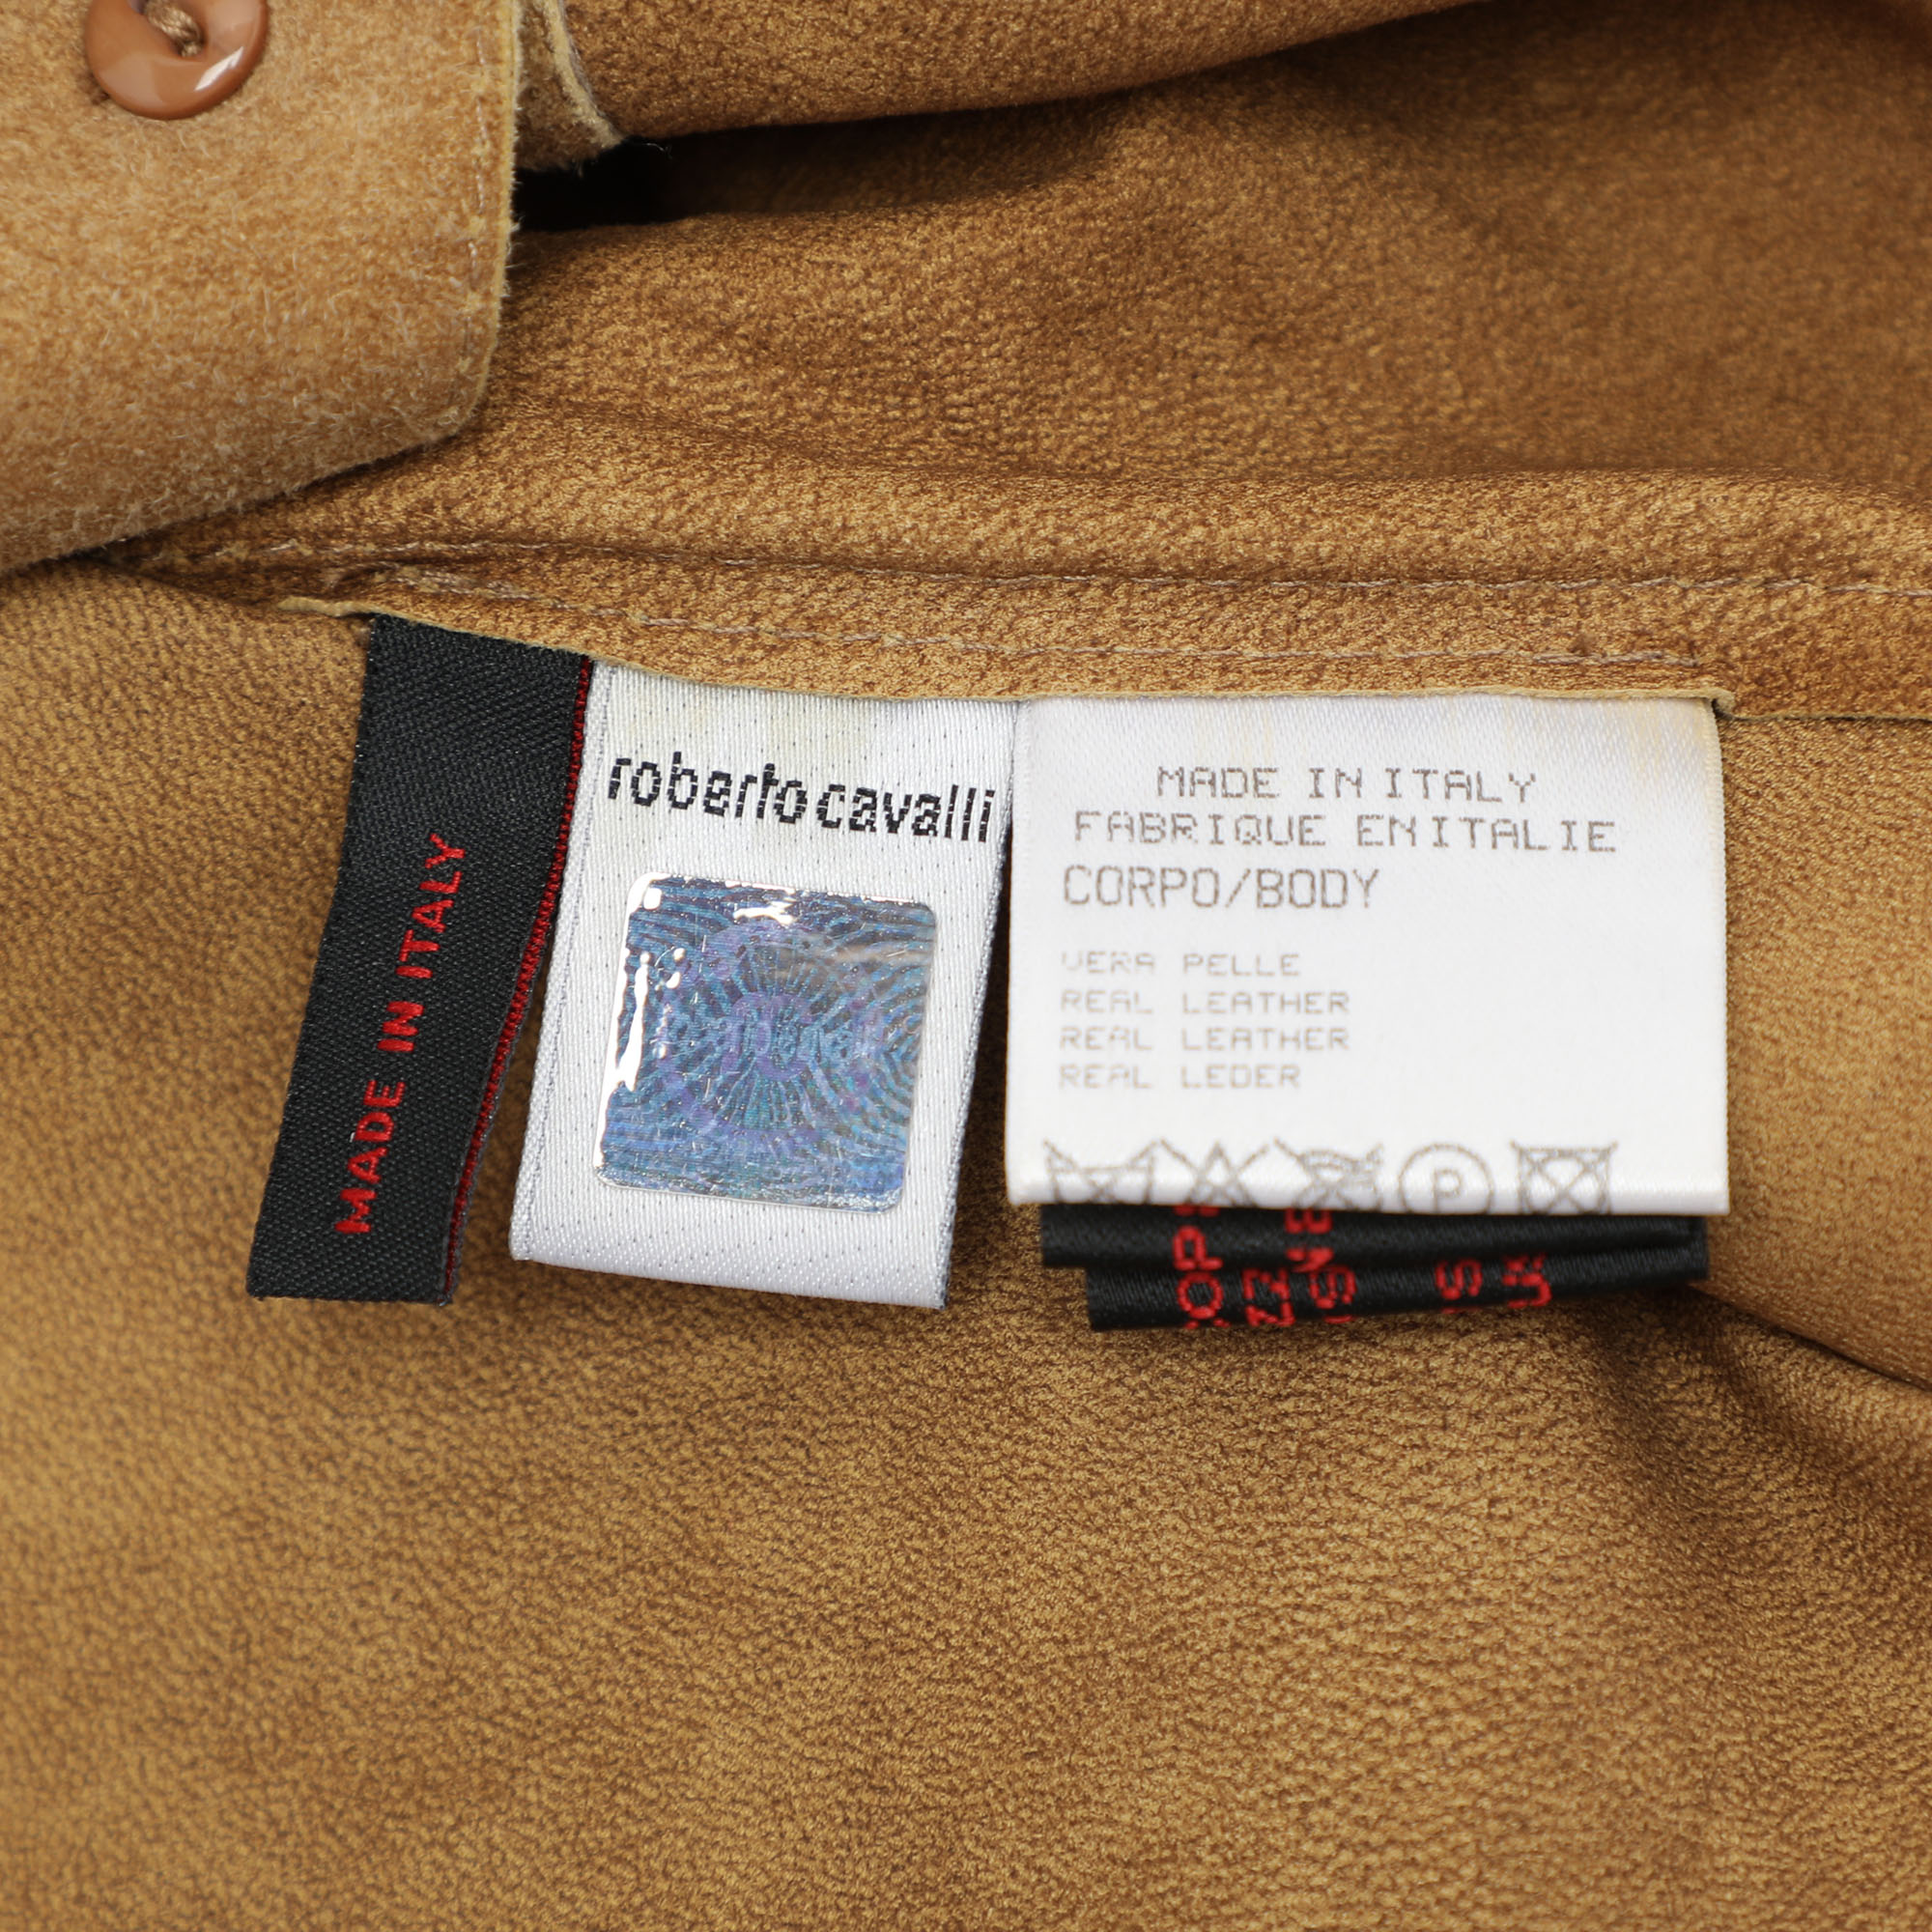 MADE IN ITALY
roberto cavalli
MADE IN ITALY
FABRIQUE EN ITALIE
CORPO/BODY
VERA PELLE
REAL LEATHER
REAL LEATHER
REAL LEDER
P